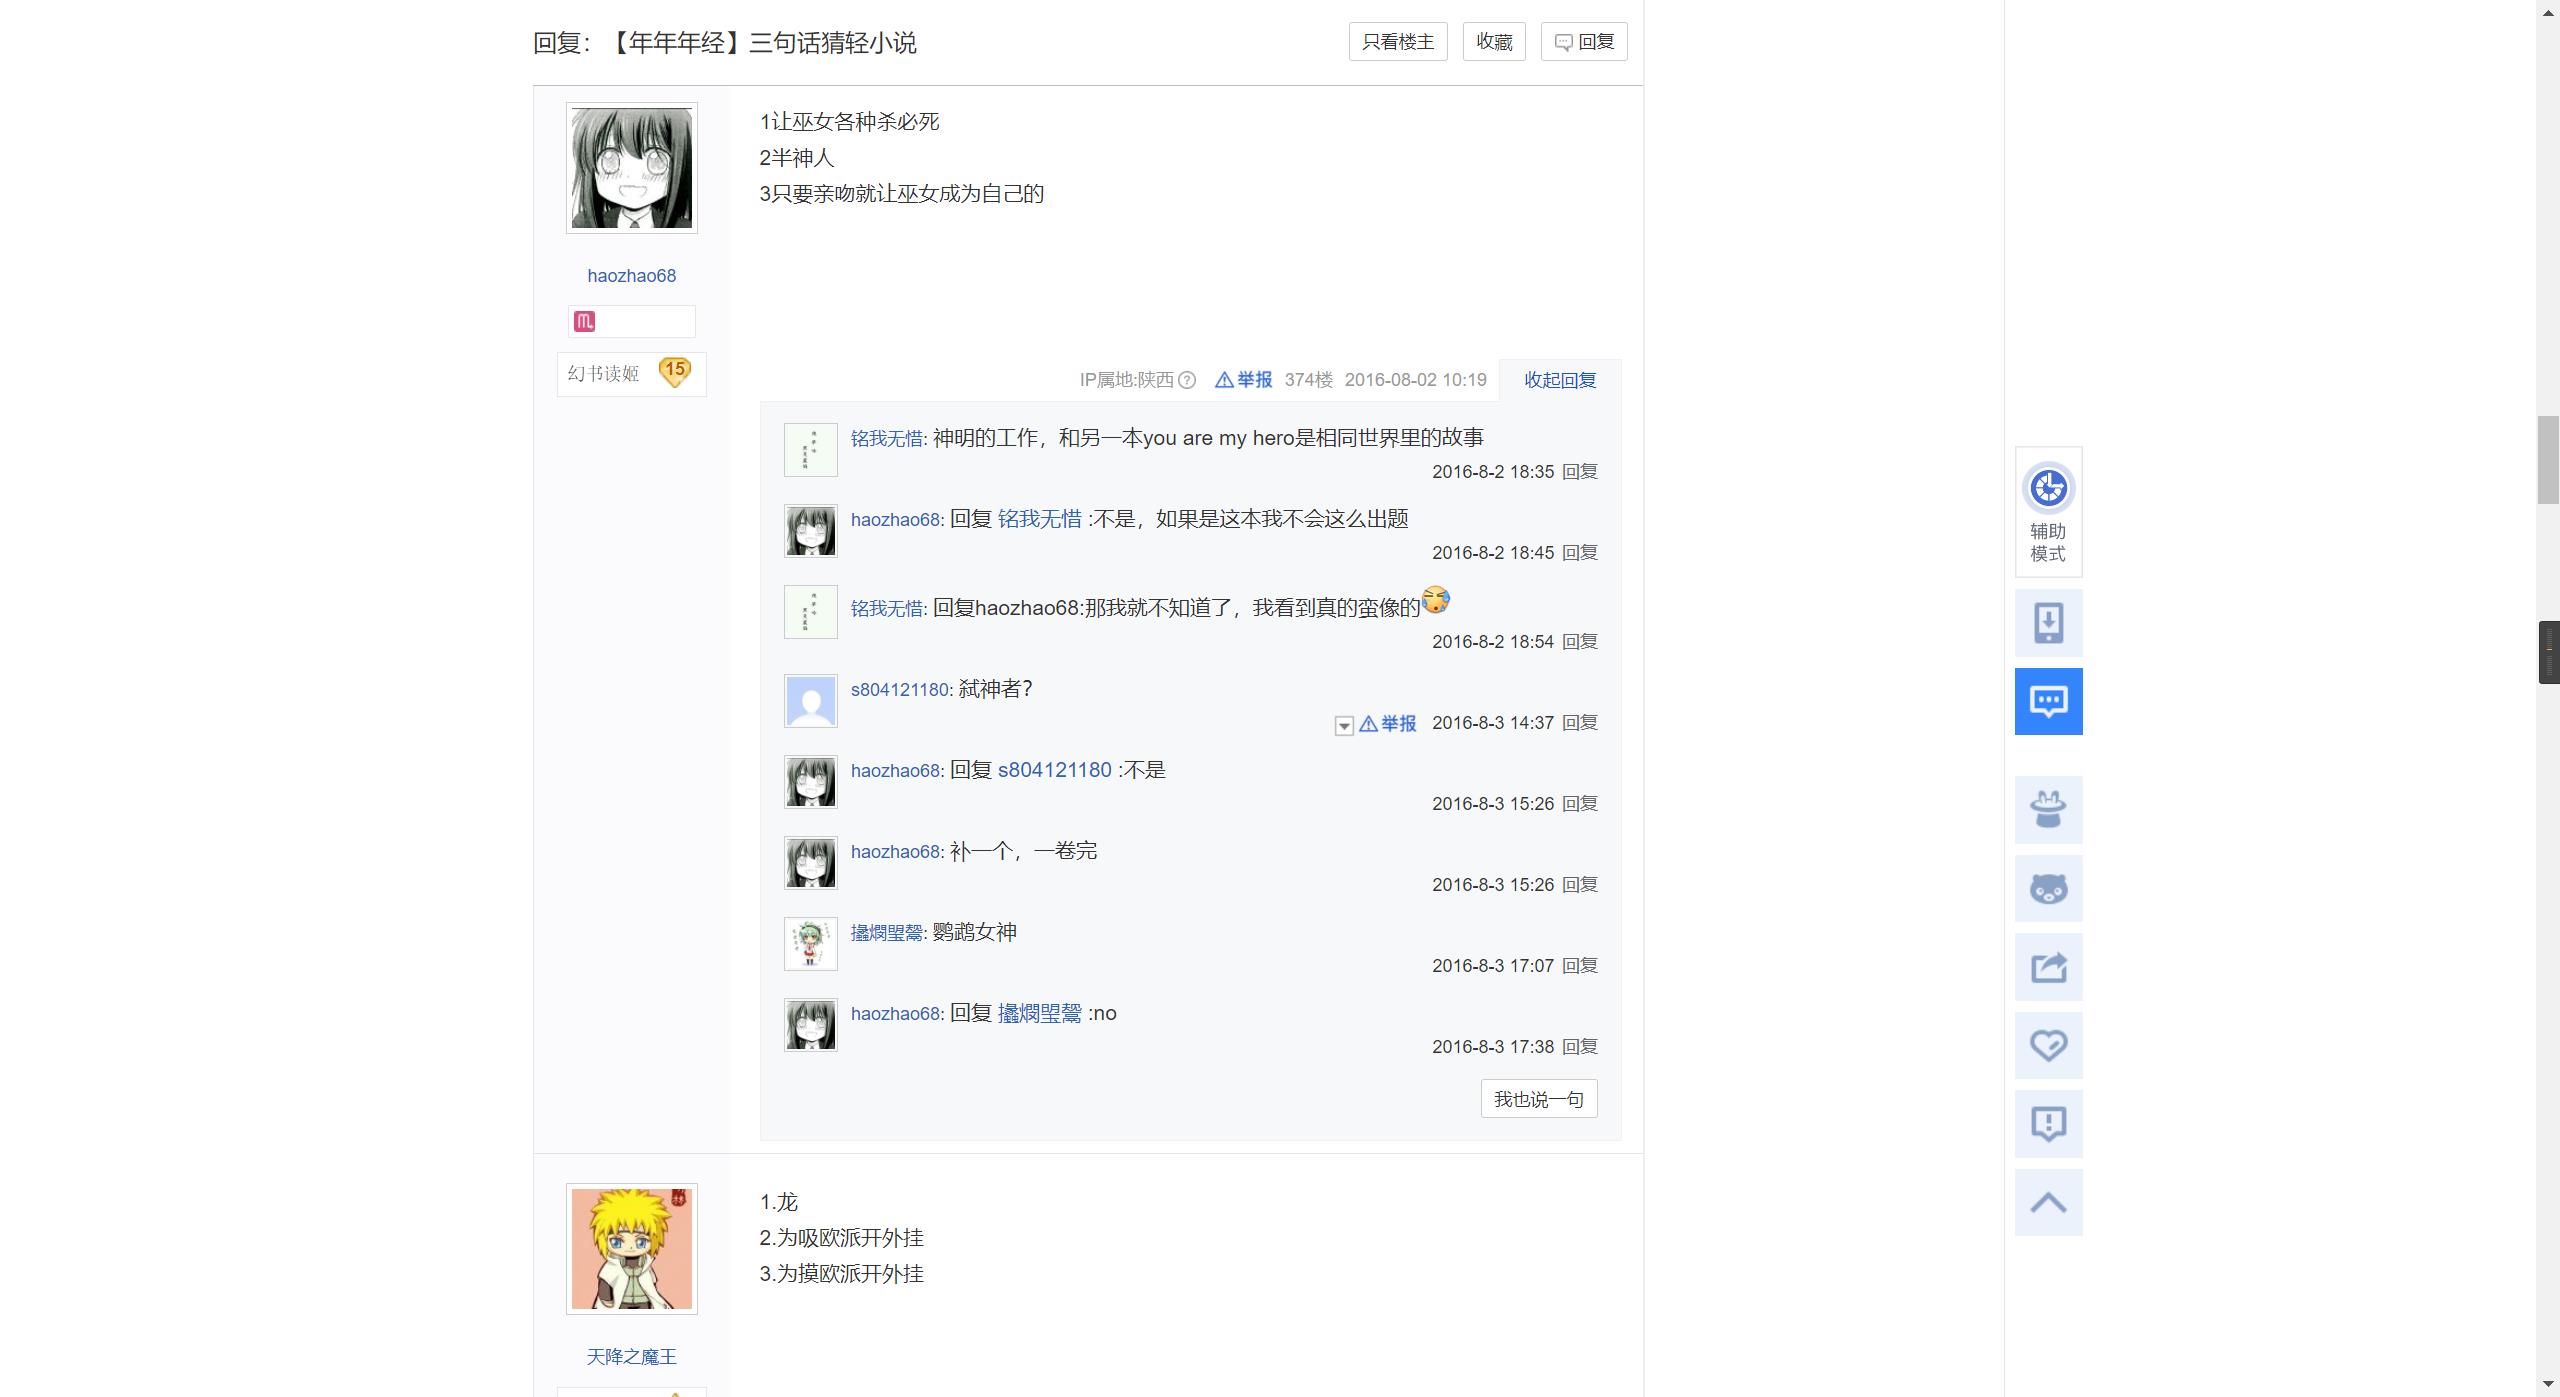 回复：【年年年经】三句话猜轻小说
只看楼主
收藏
回复
1让巫女各种杀必死
2半神人
3只要亲吻就让巫女成为自己的
haozhao68
幻书读姬 15
IP属地:陕西 举报 374楼 2016-08-02 10:19 收起回复
铭我无惜: 神明的工作，和另一本you are my hero是相同世界里的故事
2016-8-2 18:35 回复
haozhao68: 回复 铭我无惜 :不是，如果是这本我不会这么出题
2016-8-2 18:45 回复
铭我无惜: 回复haozhao68:那我就不知道了，我看到真的蛮像的
2016-8-2 18:54 回复
s804121180: 弑神者？
举报 2016-8-3 14:37 回复
haozhao68: 回复 s804121180 :不是
2016-8-3 15:26 回复
haozhao68: 补一个，一卷完
2016-8-3 15:26 回复
鹦鹉女神
2016-8-3 17:07 回复
haozhao68: 回复 :no
2016-8-3 17:38 回复
我也说一句
1.龙
2.为吸欧派开外挂
3.为摸欧派开外挂
天降之魔王
辅助
模式